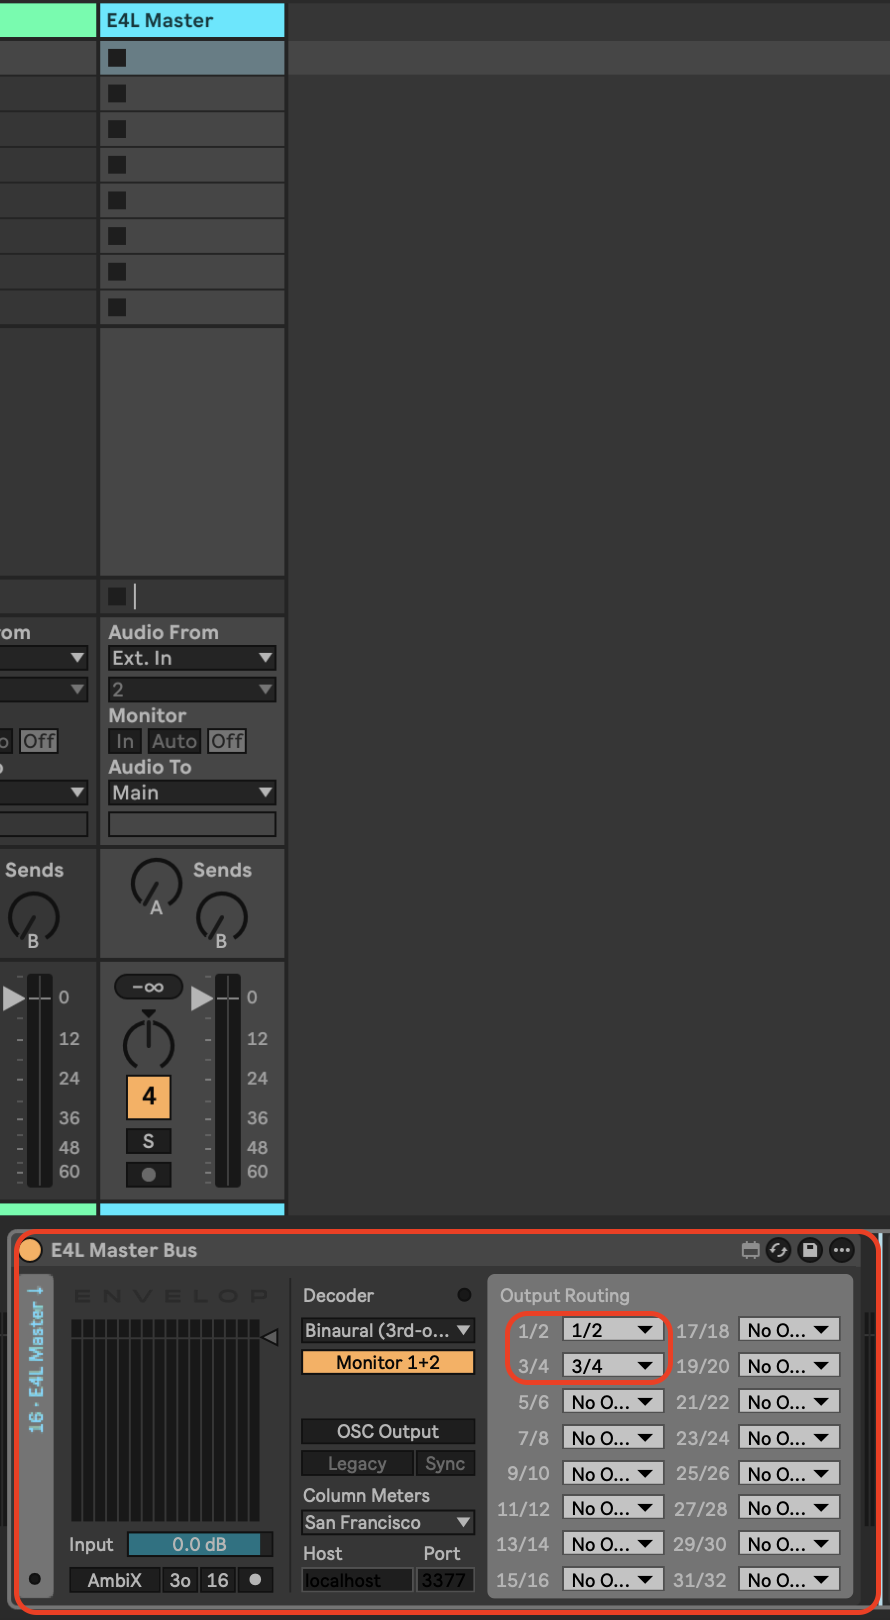 E4L Master
om
Audio From
Ext. In
2
Monitor
o Off
In Auto Off
Audio To
Main
Sends
Sends
A
B
B
-∞
0
0
12
12
24
24
4
36
36
S
48
48
60
60
E4L Master Bus
16 · E4L Master
ENVELOP
Input 0.0 dB
AmbiX 3o 16
Decoder
Binaural (3rd-o...
Monitor 1+2
OSC Output
Legacy Sync
Column Meters
San Francisco
Host Port
localhost 3377
Output Routing
1/2 1/2 17/18 No O...
3/4 3/4 19/20 No O...
5/6 No O... 21/22 No O...
7/8 No O... 23/24 No O...
9/10 No O... 25/26 No O...
11/12 No O... 27/28 No O...
13/14 No O... 29/30 No O...
15/16 No O... 31/32 No O...